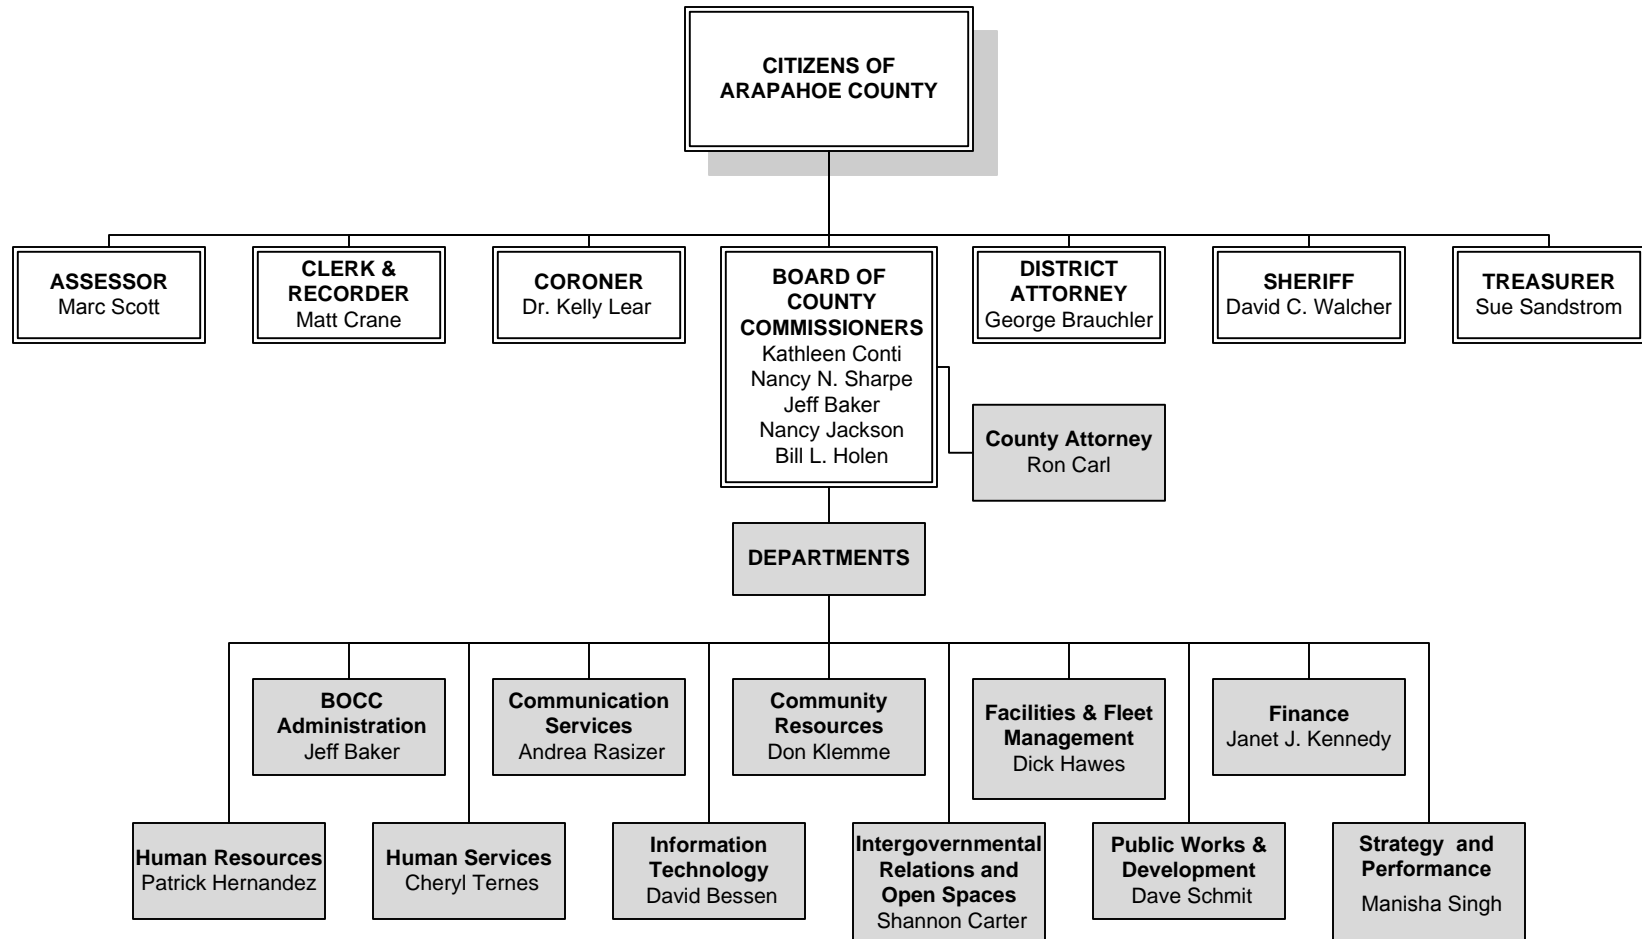 CITIZENS OF
ARAPAHOE COUNTY
ASSESSOR
Marc Scott
CLERK &
RECORDER
Matt Crane
CORONER
Dr. Kelly Lear
BOARD OF
COUNTY
COMMISSIONERS
Kathleen Conti
Nancy N. Sharpe
Jeff Baker
Nancy Jackson
Bill L. Holen
DISTRICT
ATTORNEY
George Brauchler
SHERIFF
David C. Walcher
TREASURER
Sue Sandstrom
County Attorney
Ron Carl
DEPARTMENTS
BOCC
Administration
Jeff Baker
Communication
Services
Andrea Rasizer
Community
Resources
Don Klemme
Facilities & Fleet
Management
Dick Hawes
Finance
Janet J. Kennedy
Human Resources
Patrick Hernandez
Human Services
Cheryl Ternes
Information
Technology
David Bessen
Intergovernmental
Relations and
Open Spaces
Shannon Carter
Public Works &
Development
Dave Schmit
Strategy and
Performance
Manisha Singh